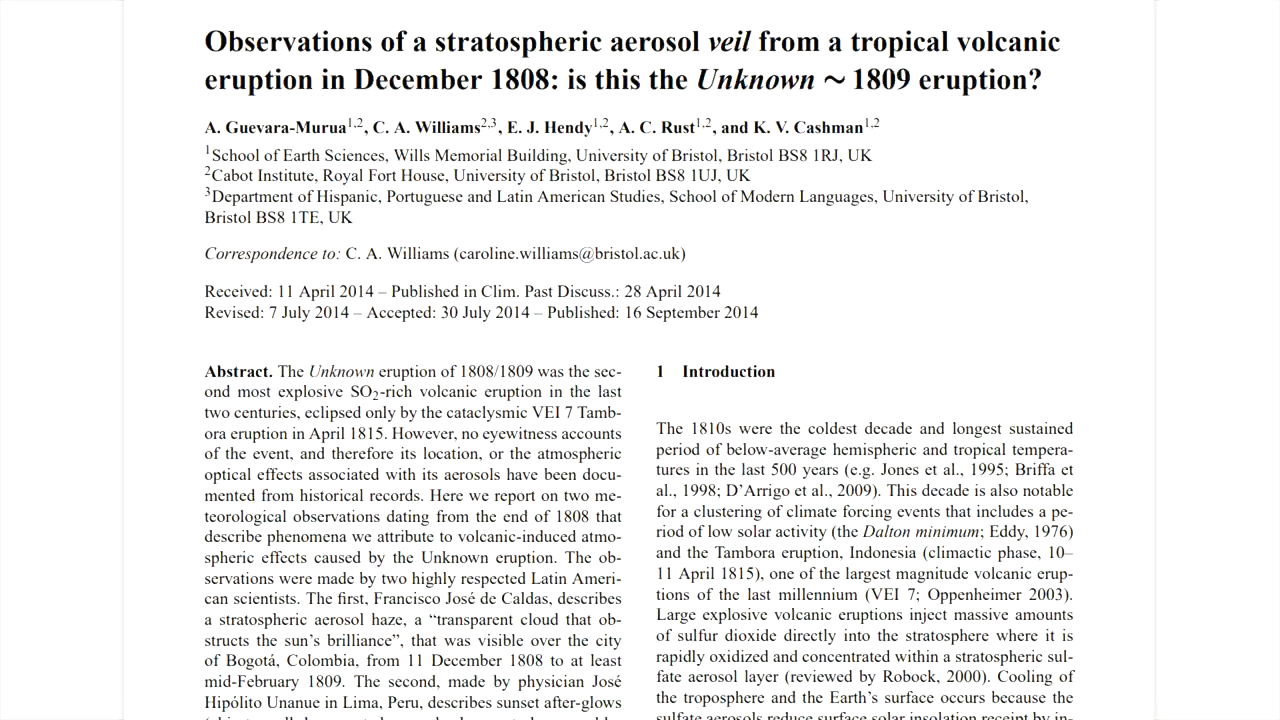 Observations of a stratospheric aerosol veil from a tropical volcanic
eruption in December 1808: is this the Unknown ∼ 1809 eruption?
A. Guevara-Murua1,2, C. A. Williams2,3, E. J. Hendy1,2, A. C. Rust1,2, and K. V. Cashman1,2
1School of Earth Sciences, Wills Memorial Building, University of Bristol, Bristol BS8 1RJ, UK
2Cabot Institute, Royal Fort House, University of Bristol, Bristol BS8 1UJ, UK
3Department of Hispanic, Portuguese and Latin American Studies, School of Modern Languages, University of Bristol,
Bristol BS8 1TE, UK
Correspondence to: C. A. Williams (caroline.williams@bristol.ac.uk)
Received: 11 April 2014 – Published in Clim. Past Discuss.: 28 April 2014
Revised: 7 July 2014 – Accepted: 30 July 2014 – Published: 16 September 2014
Abstract. The Unknown eruption of 1808/1809 was the sec-
ond most explosive SO2-rich volcanic eruption in the last
two centuries, eclipsed only by the cataclysmic VEI 7 Tamb-
ora eruption in April 1815. However, no eyewitness accounts
of the event, and therefore its location, or the atmospheric
optical effects associated with its aerosols have been docu-
mented from historical records. Here we report on two me-
teorological observations dating from the end of 1808 that
describe phenomena we attribute to volcanic-induced atmo-
spheric effects caused by the Unknown eruption. The ob-
servations were made by two highly respected Latin Ameri-
can scientists. The first, Francisco José de Caldas, describes
a stratospheric aerosol haze, a “transparent cloud that ob-
structs the sun’s brilliance”, that was visible over the city
of Bogotá, Colombia, from 11 December 1808 to at least
mid-February 1809. The second, made by physician José
Hipólito Unanue in Lima, Peru, describes sunset after-glows
1 Introduction
The 1810s were the coldest decade and longest sustained
period of below-average hemispheric and tropical tempera-
tures in the last 500 years (e.g. Jones et al., 1995; Briffa et
al., 1998; D’Arrigo et al., 2009). This decade is also notable
for a clustering of climate forcing events that includes a pe-
riod of low solar activity (the Dalton minimum; Eddy, 1976)
and the Tambora eruption, Indonesia (climactic phase, 10–
11 April 1815), one of the largest magnitude volcanic erup-
tions of the last millennium (VEI 7; Oppenheimer 2003).
Large explosive volcanic eruptions inject massive amounts
of sulfur dioxide directly into the stratosphere where it is
rapidly oxidized and concentrated within a stratospheric sul-
fate aerosol layer (reviewed by Robock, 2000). Cooling of
the troposphere and the Earth’s surface occurs because the
sulfate aerosols reduce surface solar insolation receipt by in-